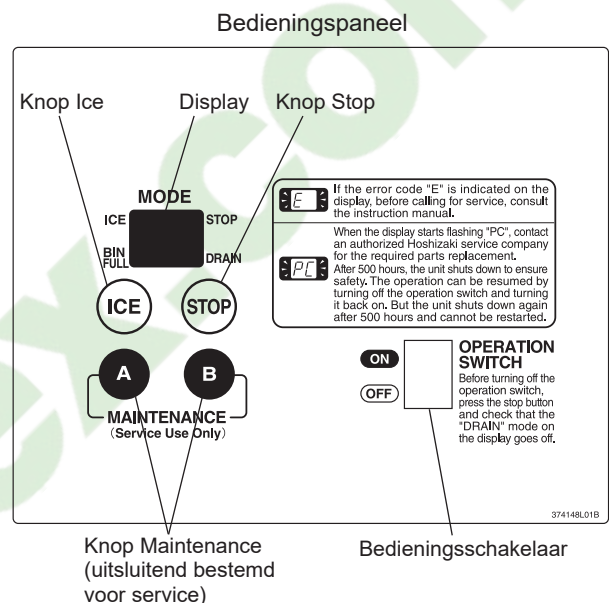 Bedieningspaneel
Knop Ice
Display
Knop Stop
MODE
ICE
STOP
BIN
FULL
DRAIN
ICE
STOP
A
B
MAINTENANCE
(Service Use Only)
E
If the error code "E" is indicated on the
display, before calling for service, consult
the instruction manual.
PC
When the display starts flashing "PC", contact
an authorized Hoshizaki service company
for the required parts replacement.
After 500 hours, the unit shuts down to ensure
safety. The operation can be resumed by
turning off the operation switch and turning
it back on. But the unit shuts down again
after 500 hours and cannot be restarted.
ON
OFF
OPERATION
SWITCH
Before turning off the
operation switch,
press the stop button
and check that the
"DRAIN" mode on
the display goes off.
374148L01B
Knop Maintenance
(uitsluitend bestemd
voor service)
Bedieningsschakelaar